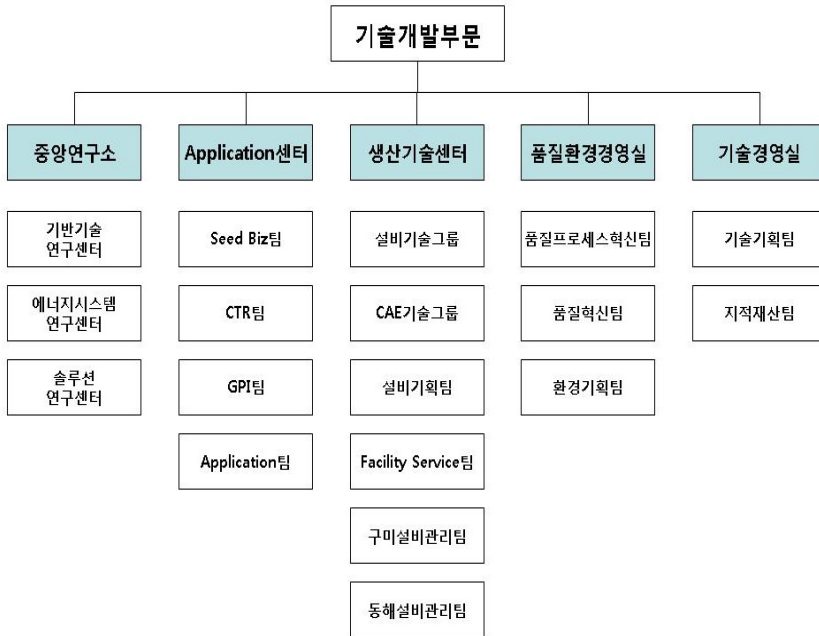 기술개발부문
중앙연구소
Application센터
생산기술센터
품질환경경영실
기술경영실
기반기술
연구센터
Seed Biz팀
설비기술그룹
품질프로세스혁신팀
기술기획팀
에너지시스템
연구센터
CTR팀
CAE기술그룹
품질혁신팀
지적재산팀
솔루션
연구센터
GPI팀
설비기획팀
환경기획팀
Application팀
Facility Service팀
구미설비관리팀
동해설비관리팀